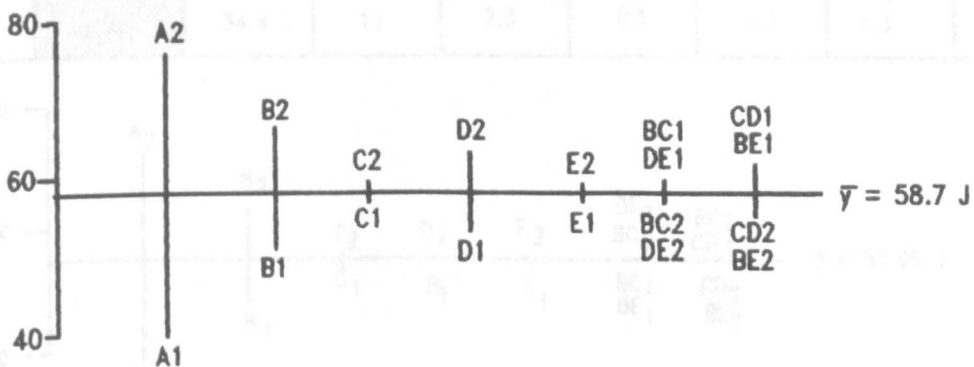 80
60
40
A2
A1
B2
B1
C2
C1
D2
D1
E2
E1
BC1
DE1
BC2
DE2
CD1
BE1
CD2
BE2
y̅ = 58.7 J